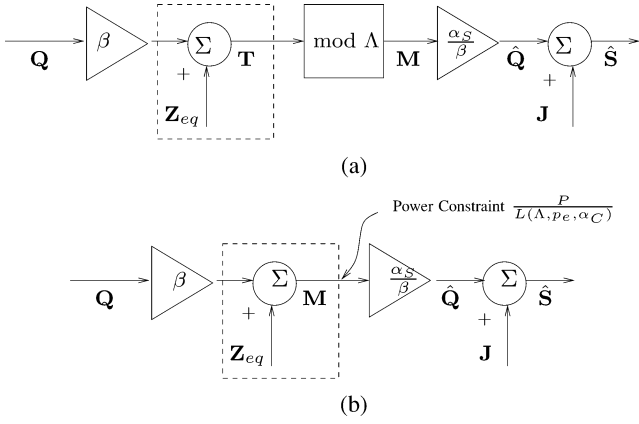 β Σ mod Λ α_S/β Σ
Q + T M Q̂ + Ŝ
Z_eq J
(a)
Power Constraint P/L(Λ,p_e,α_C)
β Σ α_S/β Σ
Q + M Q̂ + Ŝ
Z_eq J
(b)